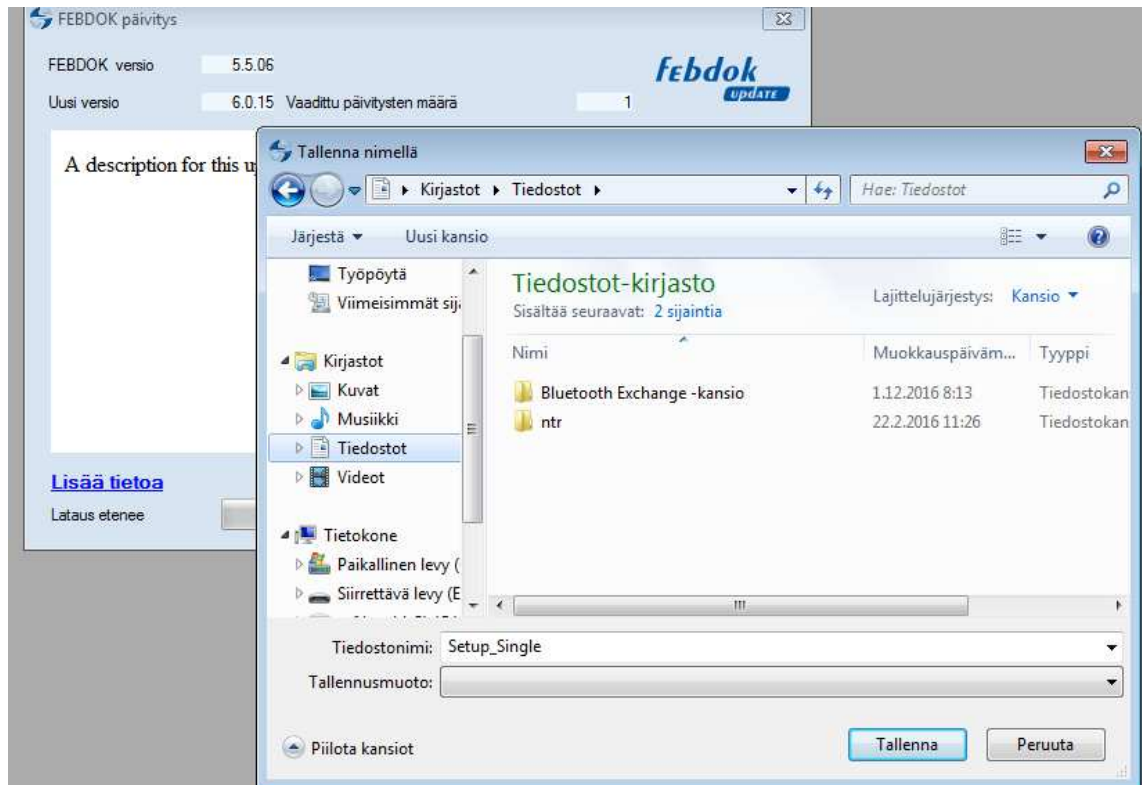 FEBDOK päivitys
FEBDOK versio 5.5.06
febdok
UPDATE
Uusi versio 6.0.15 Vaadittu päivitysten määrä 1
A description for this
Lisää tietoa
Lataus etenee
Tallenna nimellä
Kirjastot Tiedostot
Hae: Tiedostot
Järjestä Uusi kansio
Työpöytä
Viimeisimmät
Kirjastot
Kuvat
Musiikki
Tiedostot
Videot
Tietokone
Paikallinen levy (
Siirrettävä levy (E
Tiedostot-kirjasto
Sisältää seuraavat: 2 sijaintia
Lajittelujärjestys: Kansio
Nimi Muokkauspäiväm... Tyyppi
Bluetooth Exchange -kansio 1.12.2016 8:13 Tiedostokan
ntr 22.2.2016 11:26 Tiedostokan
Tiedostonimi: Setup_Single
Tallennusmuoto:
Piilota kansiot
Tallenna Peruuta